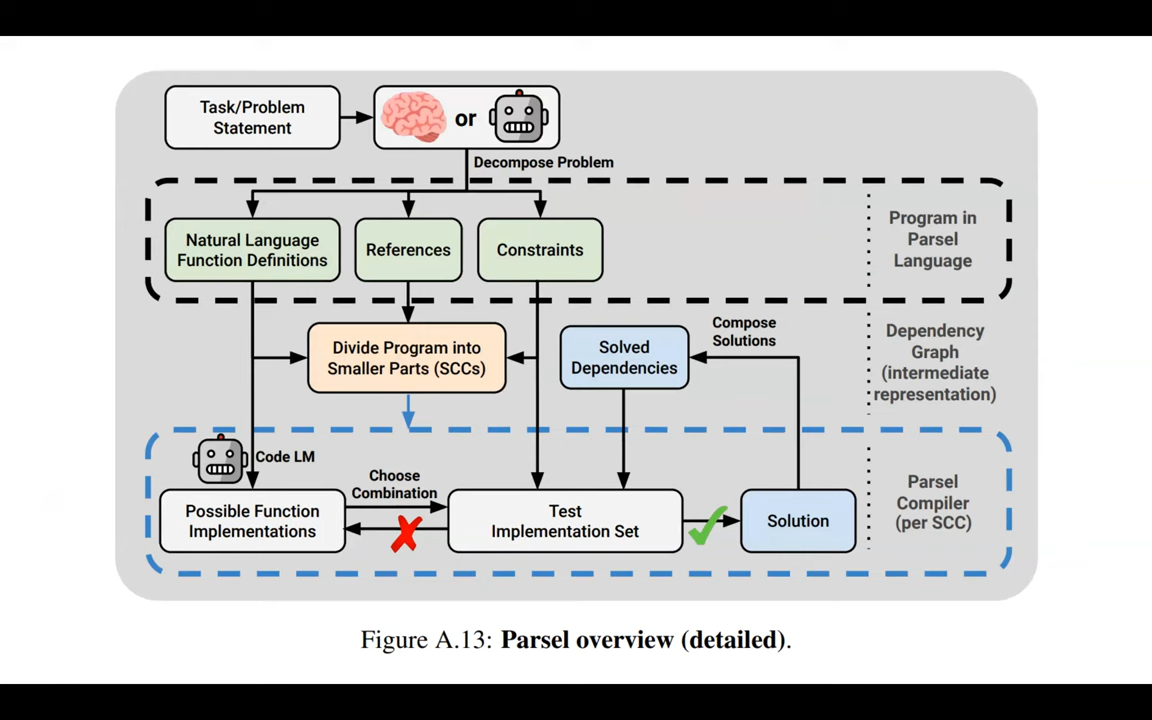 Task/Problem
Statement
or
Decompose Problem
Natural Language
Function Definitions
References
Constraints
Program in
Parsel
Language
Divide Program into
Smaller Parts (SCCs)
Solved
Dependencies
Compose
Solutions
Dependency
Graph
(intermediate
representation)
Code LM
Possible Function
Implementations
Choose
Combination
Test
Implementation Set
Solution
Parsel
Compiler
(per SCC)
Figure A.13: Parsel overview (detailed).